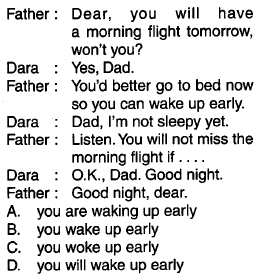 Father : Dear, you will have
a morning flight tomorrow,
won't you?
Dara : Yes, Dad.
Father : You'd better go to bed now
so you can wake up early.
Dara : Dad, I'm not sleepy yet.
Father : Listen. You will not miss the
morning flight if . . . .
Dara : O.K., Dad. Good night.
Father : Good night, dear.
A. you are waking up early
B. you wake up early
C. you woke up early
D. you will wake up early